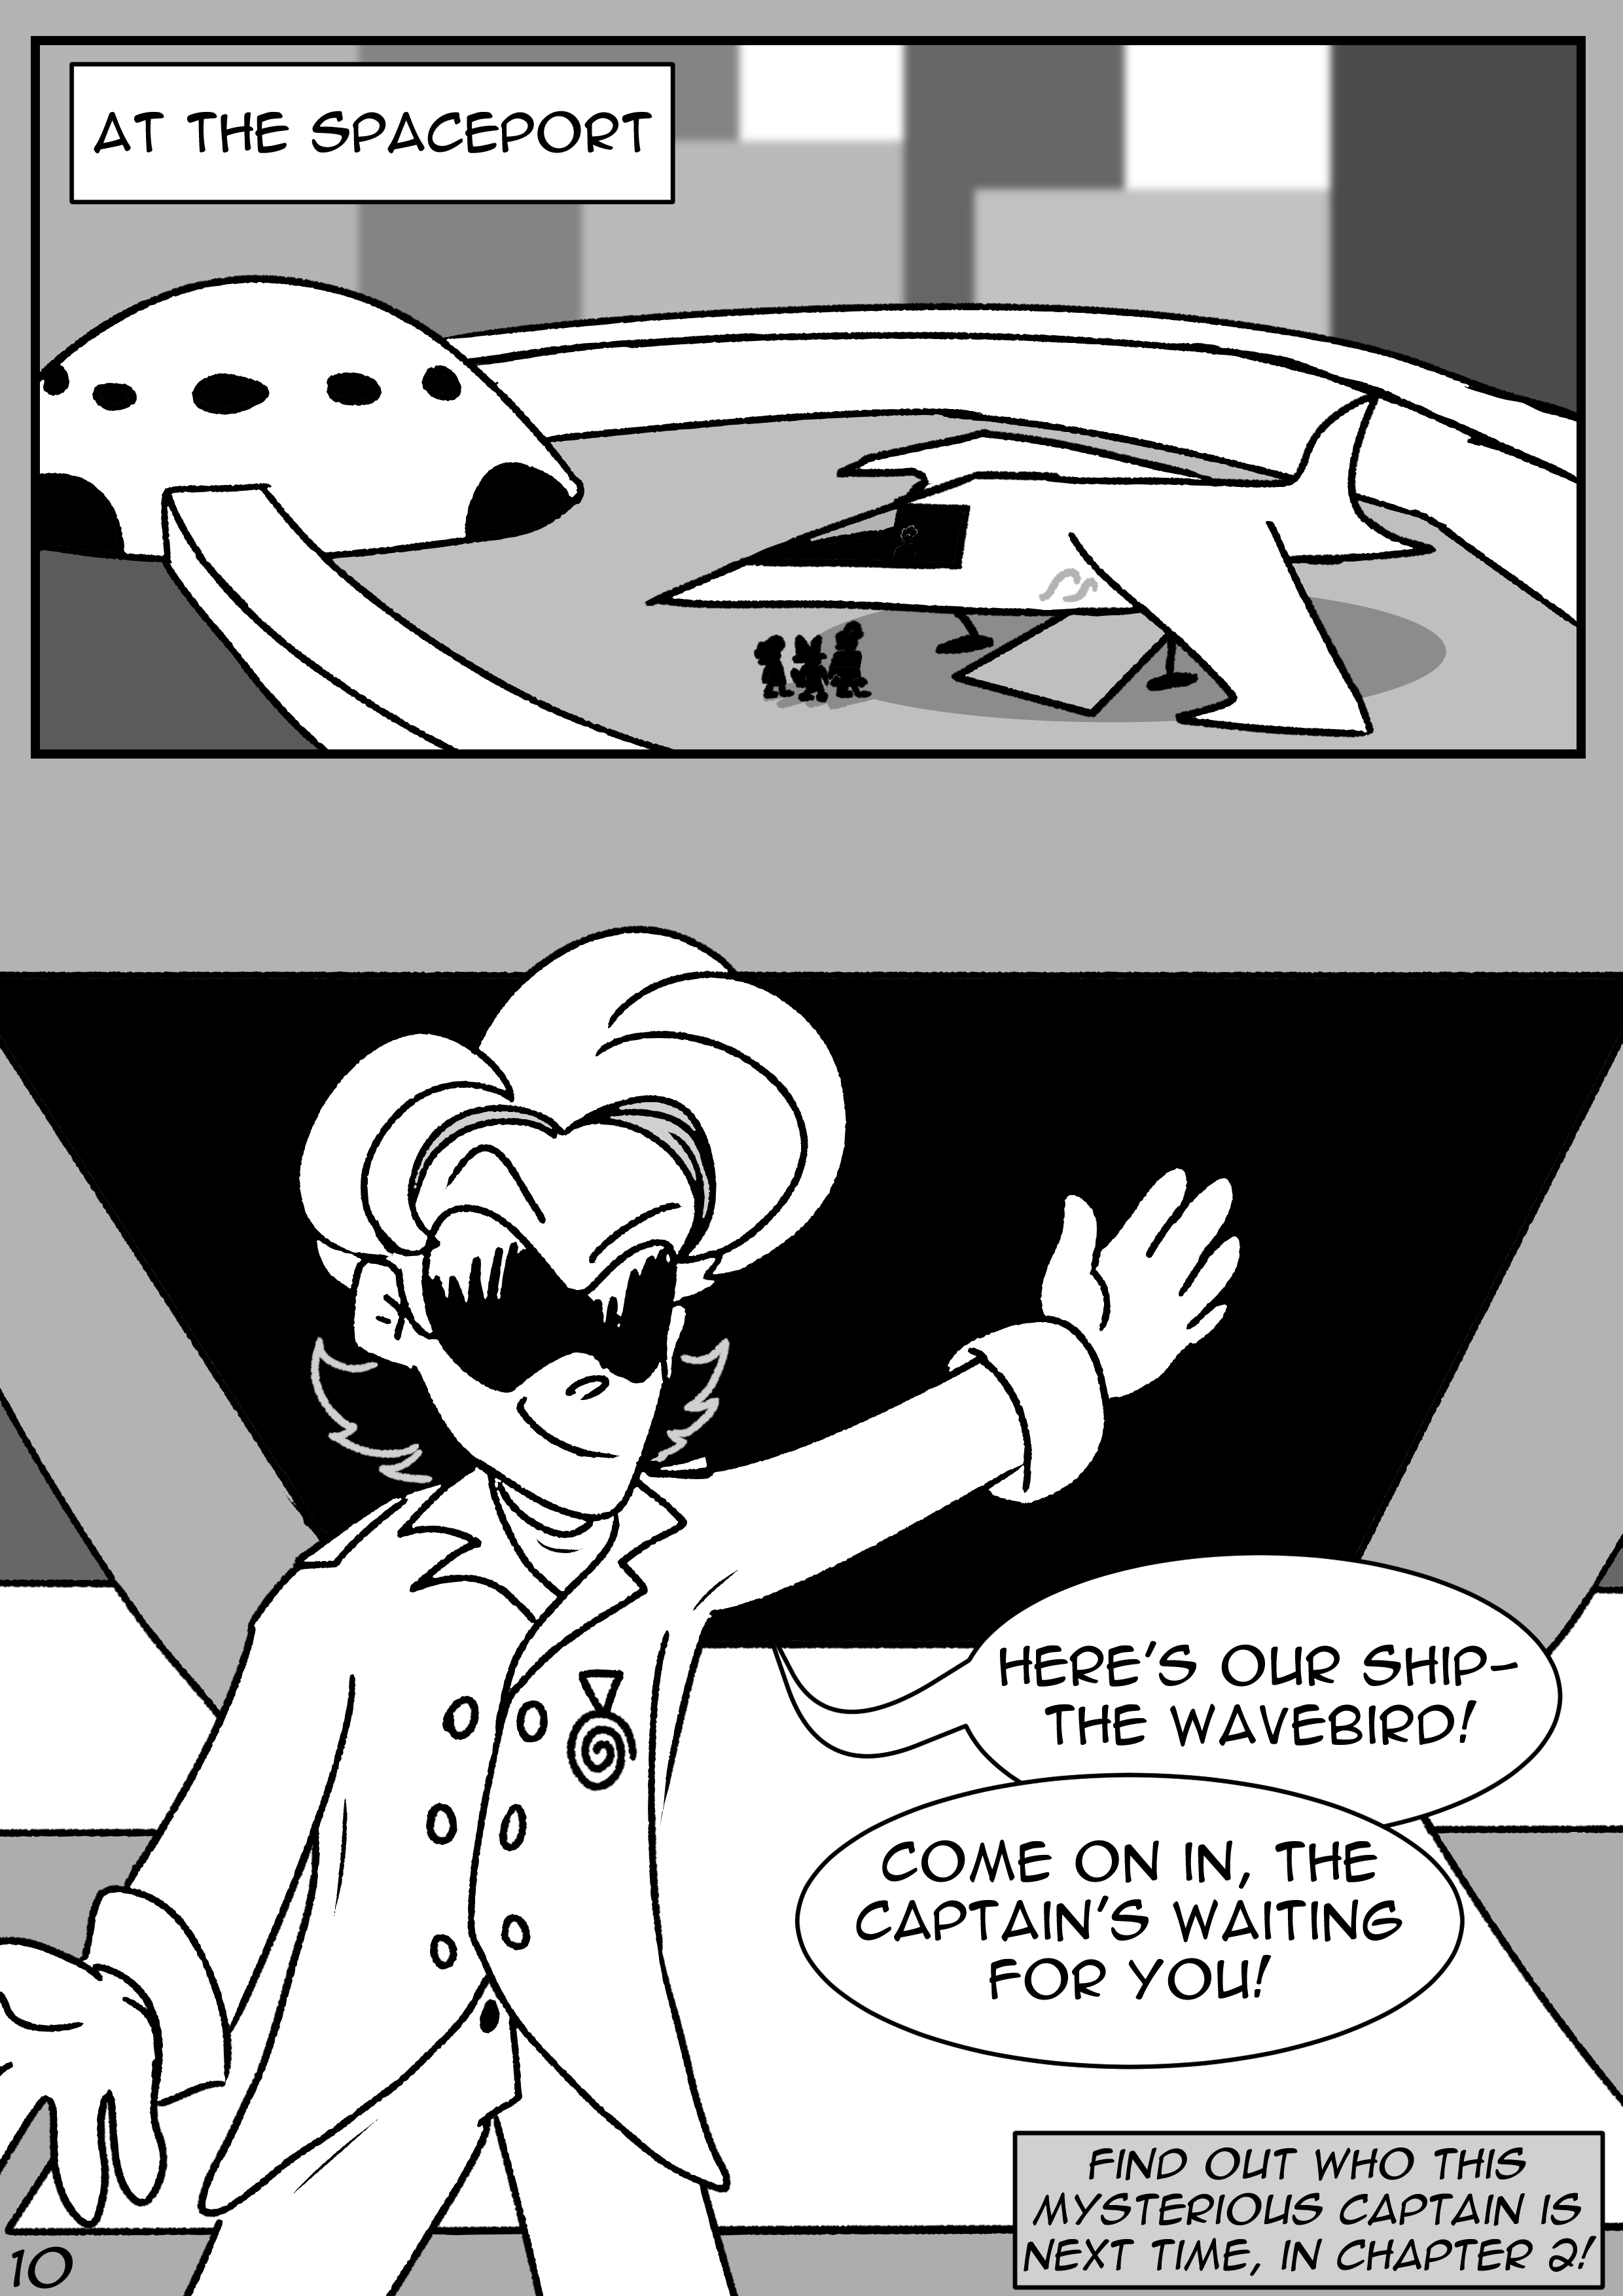 AT THE SPACEPORT
HERE'S OUR SHIP—
THE WAVEBIRD!
COME ON IN, THE
CAPTAIN'S WAITING
FOR YOU!
FIND OUT WHO THIS
MYSTERIOUS CAPTAIN IS
NEXT TIME, IN CHAPTER 2!
10